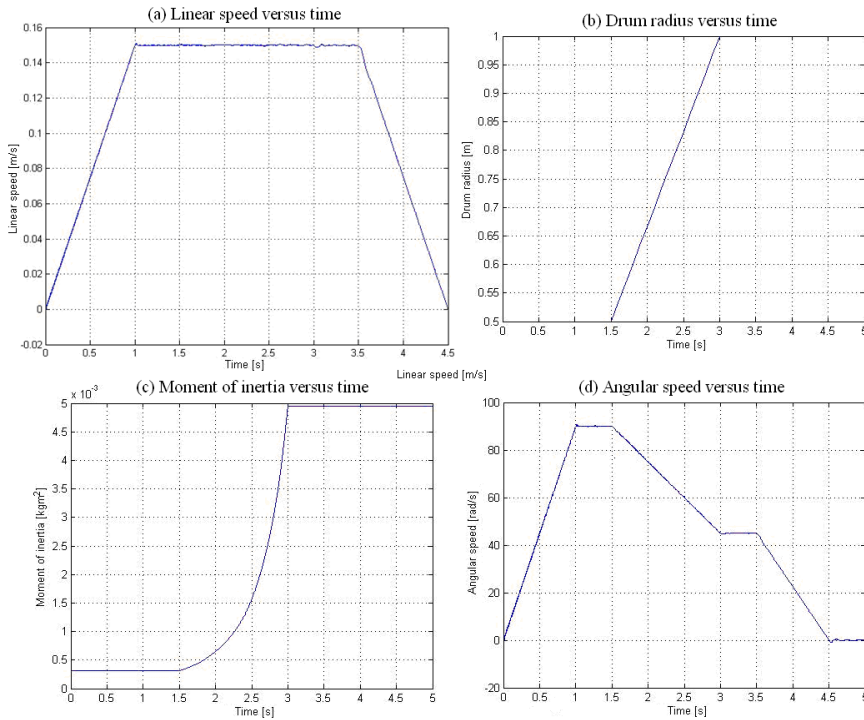 (a) Linear speed versus time
0.16
0.14
0.12
0.1
0.08
0.06
0.04
0.02
0
-0.02
Linear speed [m/s]
0 0.5 1 1.5 2 2.5 3 3.5 4 4.5
Time [s]
Linear speed [m/s]
(b) Drum radius versus time
1
0.95
0.9
0.85
0.8
0.75
0.7
0.65
0.6
0.55
0.5
Drum radius [m]
0 0.5 1 1.5 2 2.5 3 3.5 4 4.5 5
Time [s]
(c) Moment of inertia versus time
x 10⁻³
5
4.5
4
3.5
3
2.5
2
1.5
1
0.5
0
Moment of inertia [kgm²]
0 0.5 1 1.5 2 2.5 3 3.5 4 4.5 5
Time [s]
(d) Angular speed versus time
100
80
60
40
20
0
-20
Angular speed [rad/s]
0 0.5 1 1.5 2 2.5 3 3.5 4 4.5 5
Time [s]